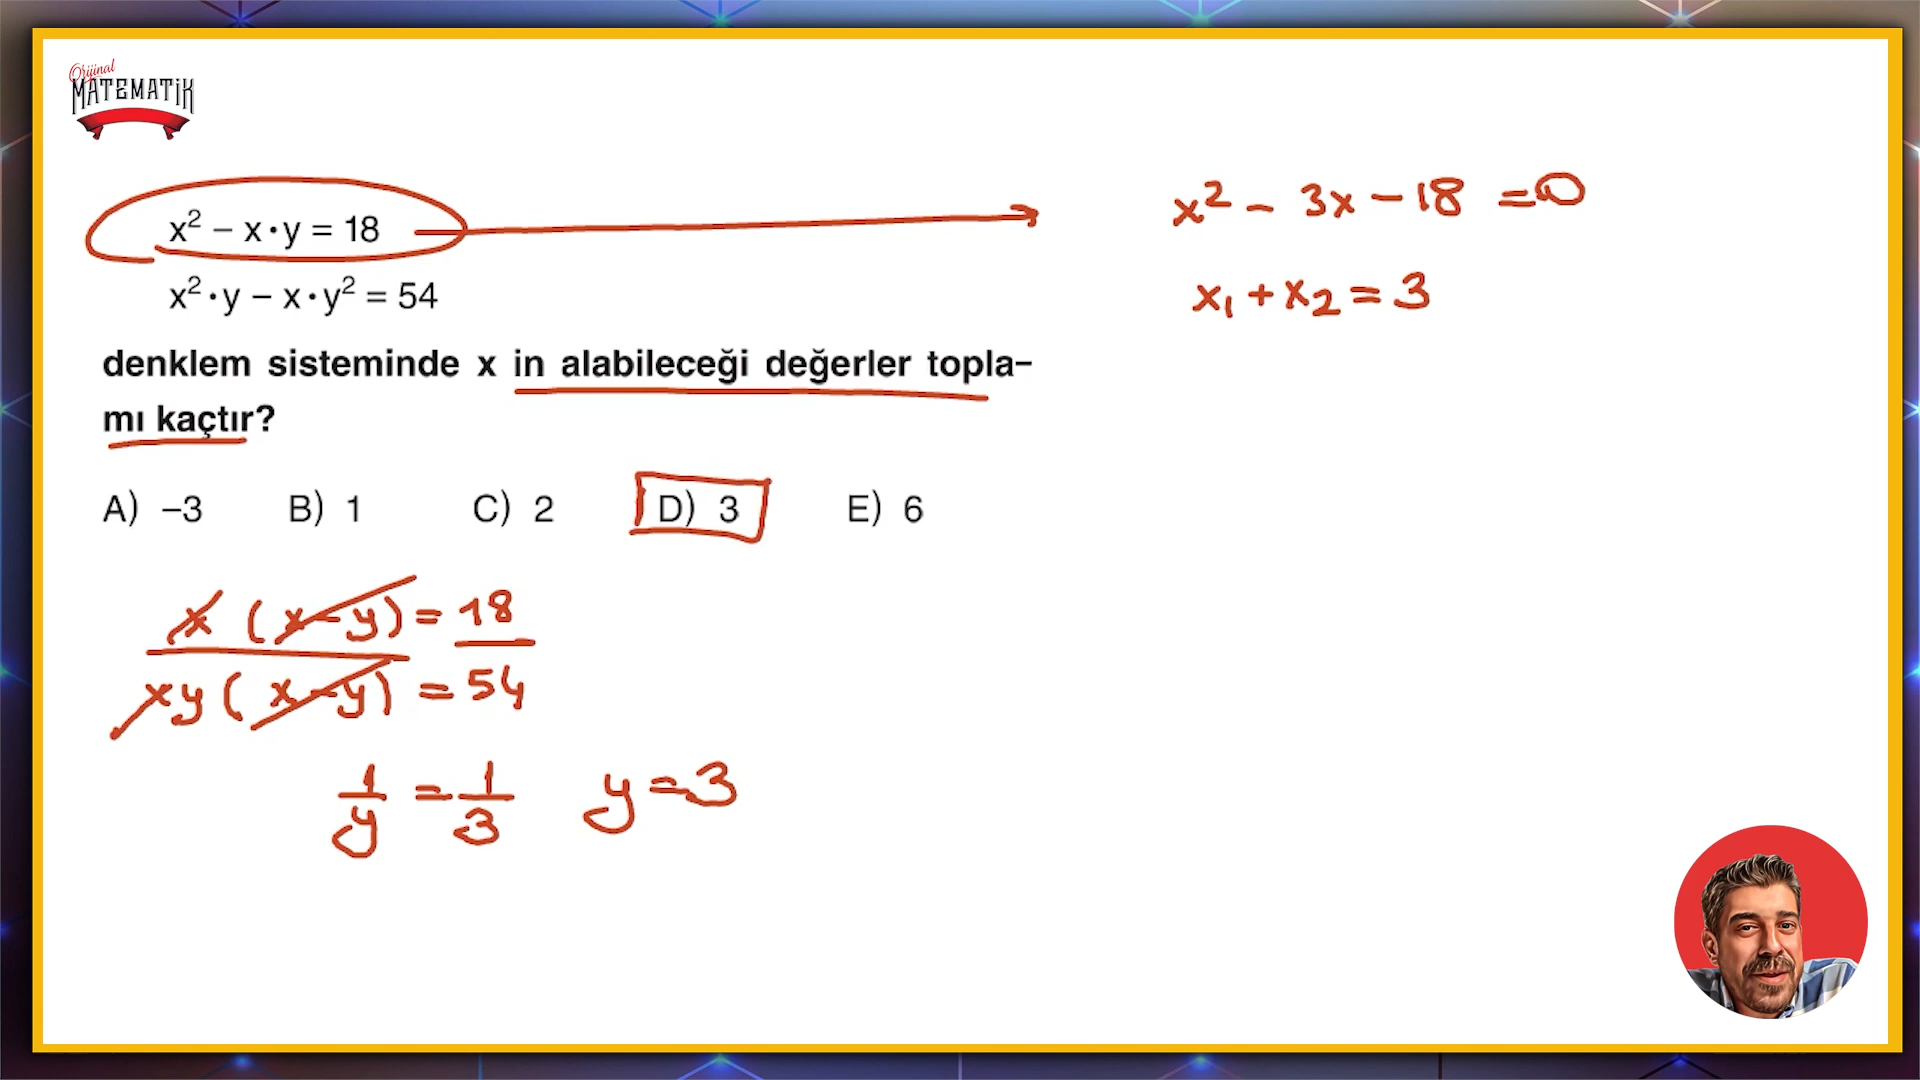 Orijinal
MATEMATİK
x² – x·y = 18
x²·y – x·y² = 54
denklem sisteminde x in alabileceği değerler topla–
mı kaçtır?
A) –3 B) 1 C) 2 D) 3 E) 6
x (x–y) = 18
xy (x–y) = 54
1/y = 1/3 y = 3
x² – 3x – 18 = 0
x₁ + x₂ = 3